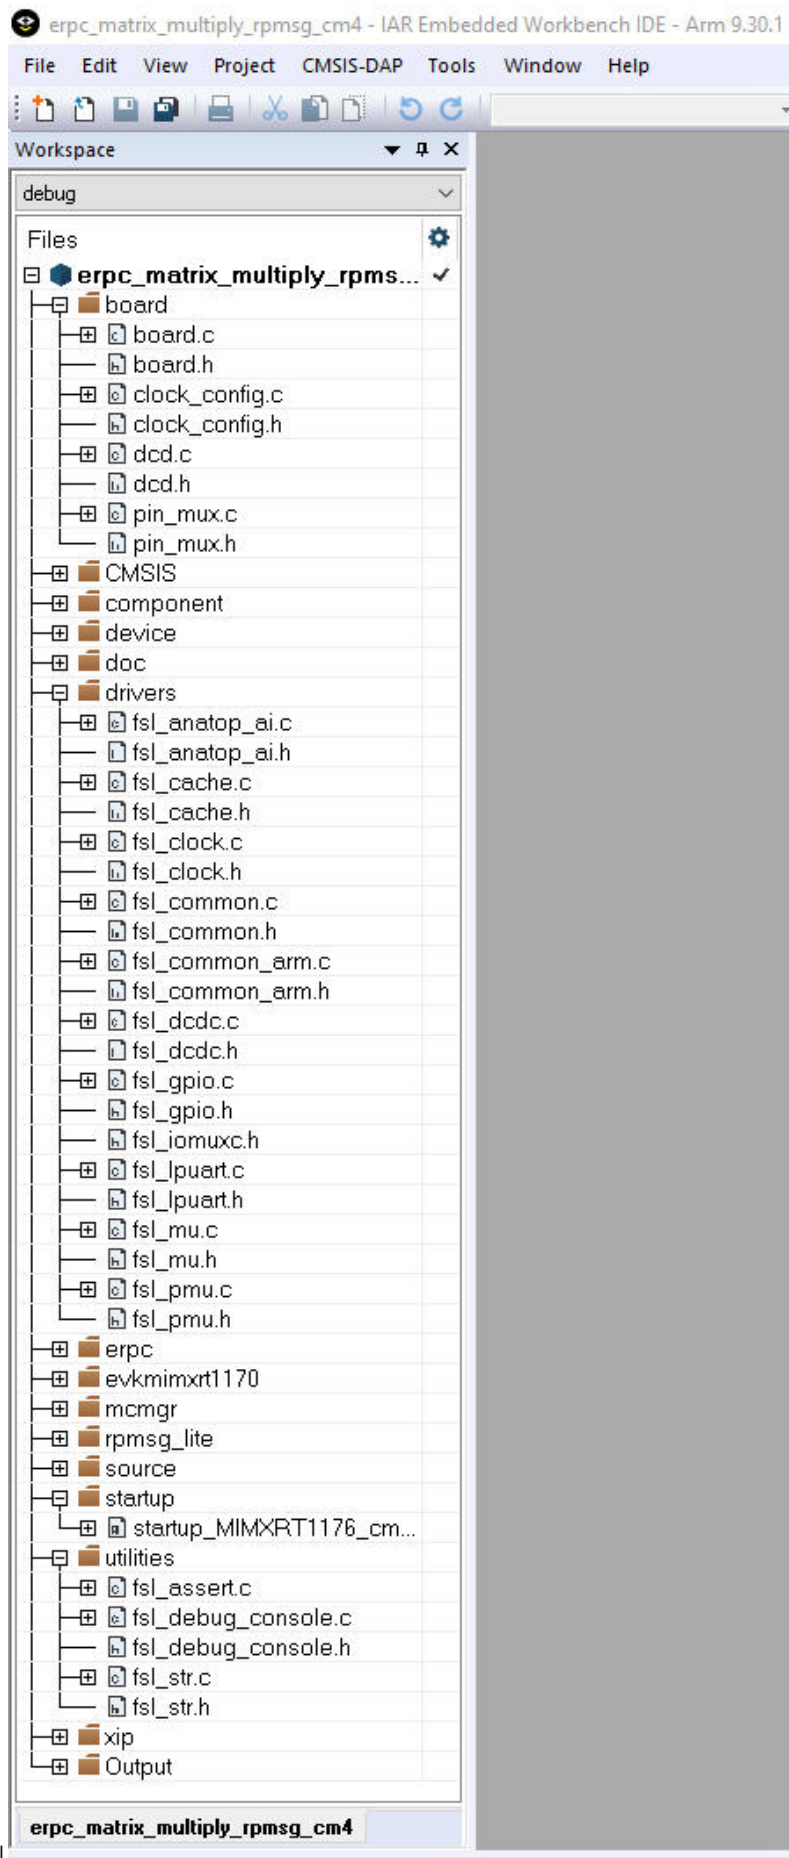 erpc_matrix_multiply_rpmsg_cm4 - IAR Embedded Workbench IDE - Arm 9.30.1
File Edit View Project CMSIS-DAP Tools Window Help
Workspace
debug
Files
erpc_matrix_multiply_rpms...
board
board.c
board.h
clock_config.c
clock_config.h
dcd.c
dcd.h
pin_mux.c
pin_mux.h
CMSIS
component
device
doc
drivers
fsl_anatop_ai.c
fsl_anatop_ai.h
fsl_cache.c
fsl_cache.h
fsl_clock.c
fsl_clock.h
fsl_common.c
fsl_common.h
fsl_common_arm.c
fsl_common_arm.h
fsl_dcdc.c
fsl_dcdc.h
fsl_gpio.c
fsl_gpio.h
fsl_iomuxc.h
fsl_lpuart.c
fsl_lpuart.h
fsl_mu.c
fsl_mu.h
fsl_pmu.c
fsl_pmu.h
erpc
evkmimxrt1170
mcmgr
rpmsg_lite
source
startup
startup_MIMXRT1176_cm...
utilities
fsl_assert.c
fsl_debug_console.c
fsl_debug_console.h
fsl_str.c
fsl_str.h
xip
Output
erpc_matrix_multiply_rpmsg_cm4